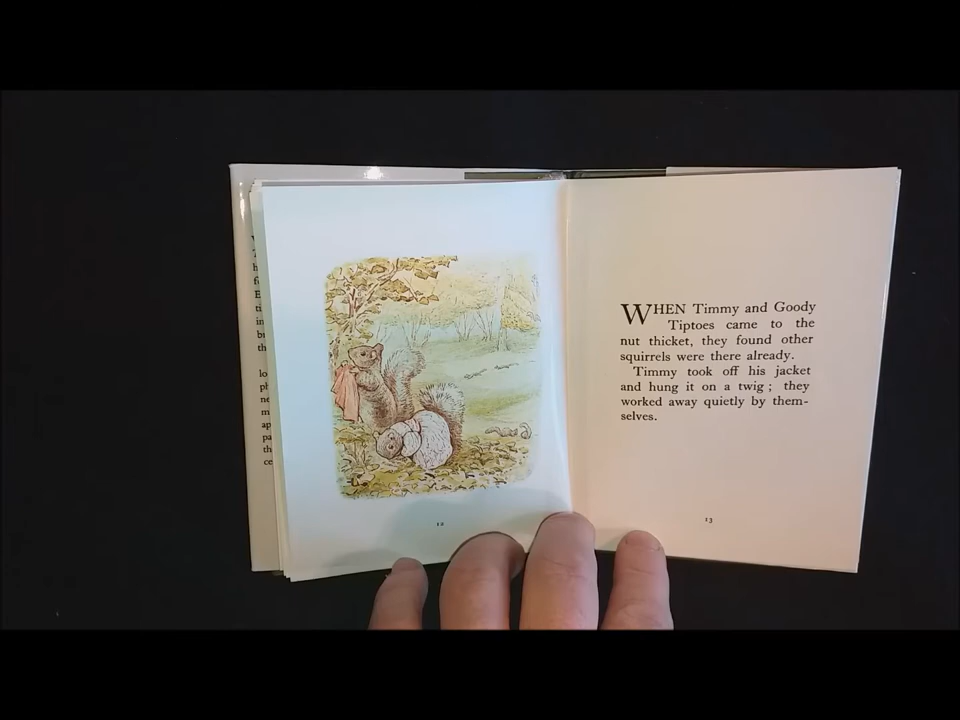 12
WHEN Timmy and Goody
Tiptoes came to the
nut thicket, they found other
squirrels were there already.
Timmy took off his jacket
and hung it on a twig ; they
worked away quietly by them-
selves.
13